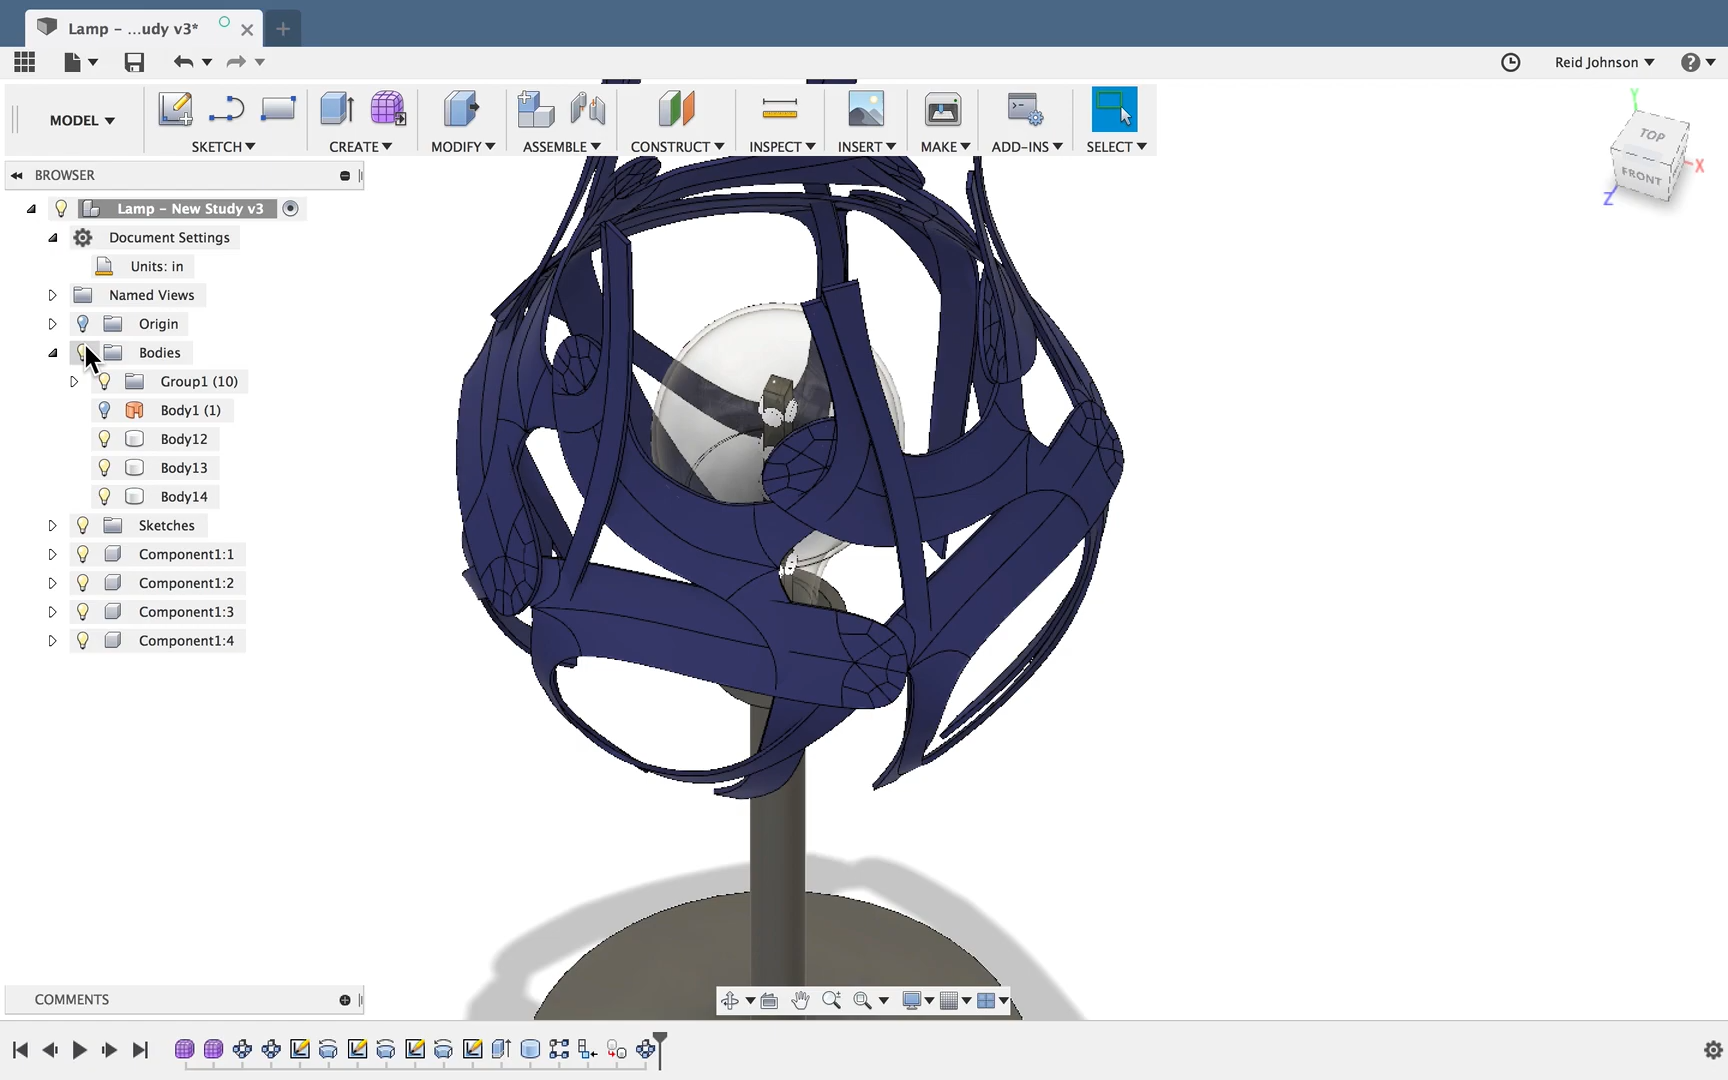 Lamp - ...udy v3*
Reid Johnson
MODEL
SKETCH
CREATE
MODIFY
ASSEMBLE
CONSTRUCT
INSPECT
INSERT
MAKE
ADD-INS
SELECT
Y
TOP
FRONT
X
Z
BROWSER
Lamp - New Study v3
Document Settings
Units: in
Named Views
Origin
Bodies
Group1 (10)
Body1 (1)
Body12
Body13
Body14
Sketches
Component1:1
Component1:2
Component1:3
Component1:4
COMMENTS